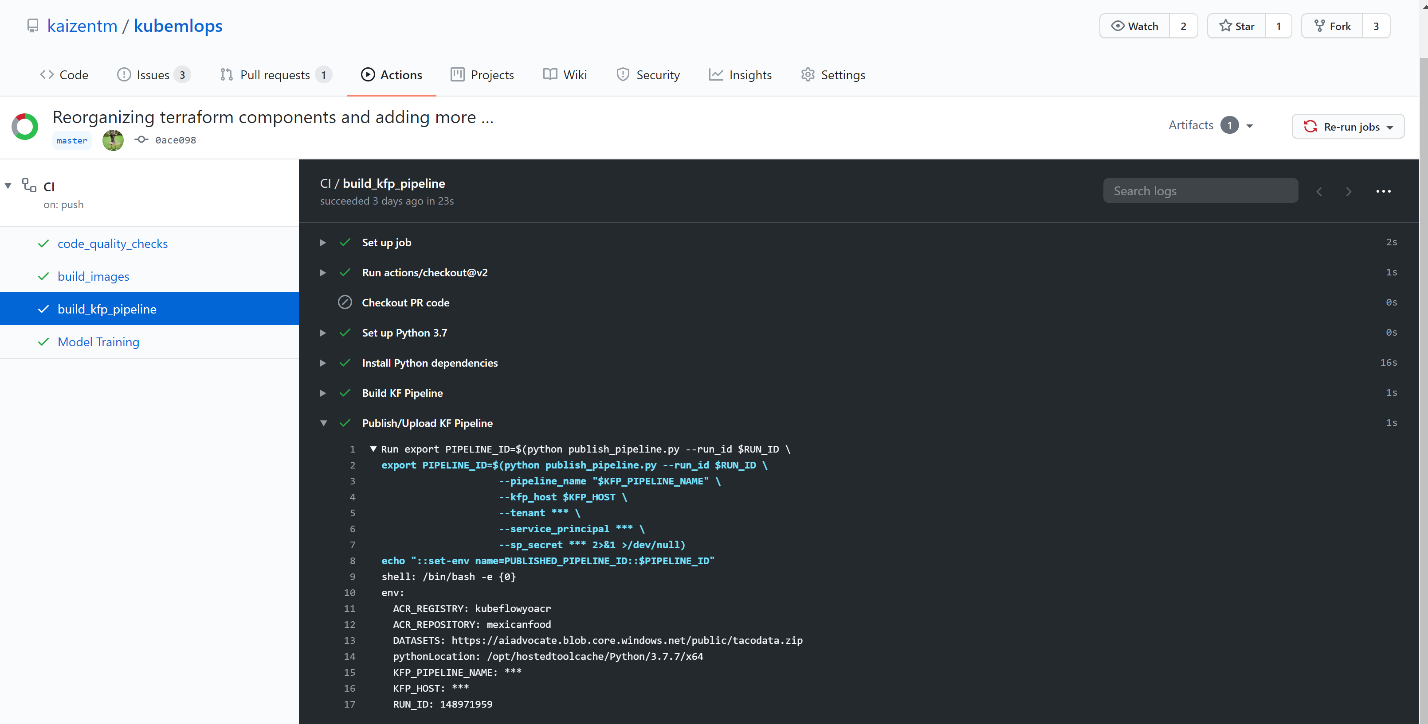 kaizentm / kubemlops
Watch 2
Star 1
Fork 3
Code
Issues 3
Pull requests 1
Actions
Projects
Wiki
Security
Insights
Settings
Reorganizing terraform components and adding more ...
master 0ace098
Artifacts 1
Re-run jobs
CI
on: push
code_quality_checks
build_images
build_kfp_pipeline
Model Training
CI / build_kfp_pipeline
succeeded 3 days ago in 23s
Search logs
Set up job 2s
Run actions/checkout@v2 1s
Checkout PR code 0s
Set up Python 3.7 0s
Install Python dependencies 16s
Build KF Pipeline 1s
Publish/Upload KF Pipeline 1s
1 Run export PIPELINE_ID=$(python publish_pipeline.py --run_id $RUN_ID \
2 export PIPELINE_ID=$(python publish_pipeline.py --run_id $RUN_ID \
3 --pipeline_name "$KFP_PIPELINE_NAME" \
4 --kfp_host $KFP_HOST \
5 --tenant *** \
6 --service_principal *** \
7 --sp_secret *** 2>&1 >/dev/null)
8 echo "::set-env name=PUBLISHED_PIPELINE_ID::$PIPELINE_ID"
9 shell: /bin/bash -e {0}
10 env:
11 ACR_REGISTRY: kubeflowyoacr
12 ACR_REPOSITORY: mexicanfood
13 DATASETS: https://aiadvocate.blob.core.windows.net/public/tacodata.zip
14 pythonLocation: /opt/hostedtoolcache/Python/3.7.7/x64
15 KFP_PIPELINE_NAME: ***
16 KFP_HOST: ***
17 RUN_ID: 148971959